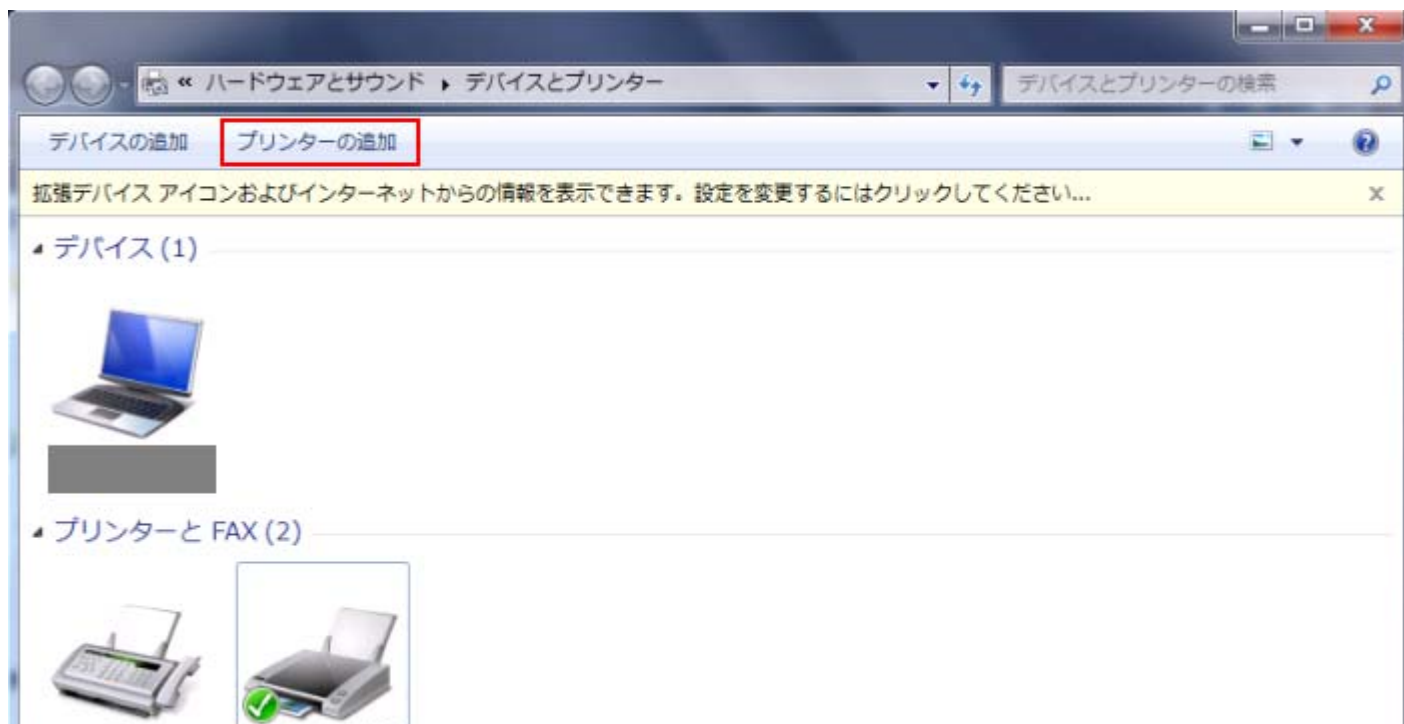 « ハードウェアとサウンド ▸ デバイスとプリンター デバイスとプリンターの検索
デバイスの追加 プリンターの追加
拡張デバイス アイコンおよびインターネットからの情報を表示できます。設定を変更するにはクリックしてください...
デバイス (1)
プリンターと FAX (2)